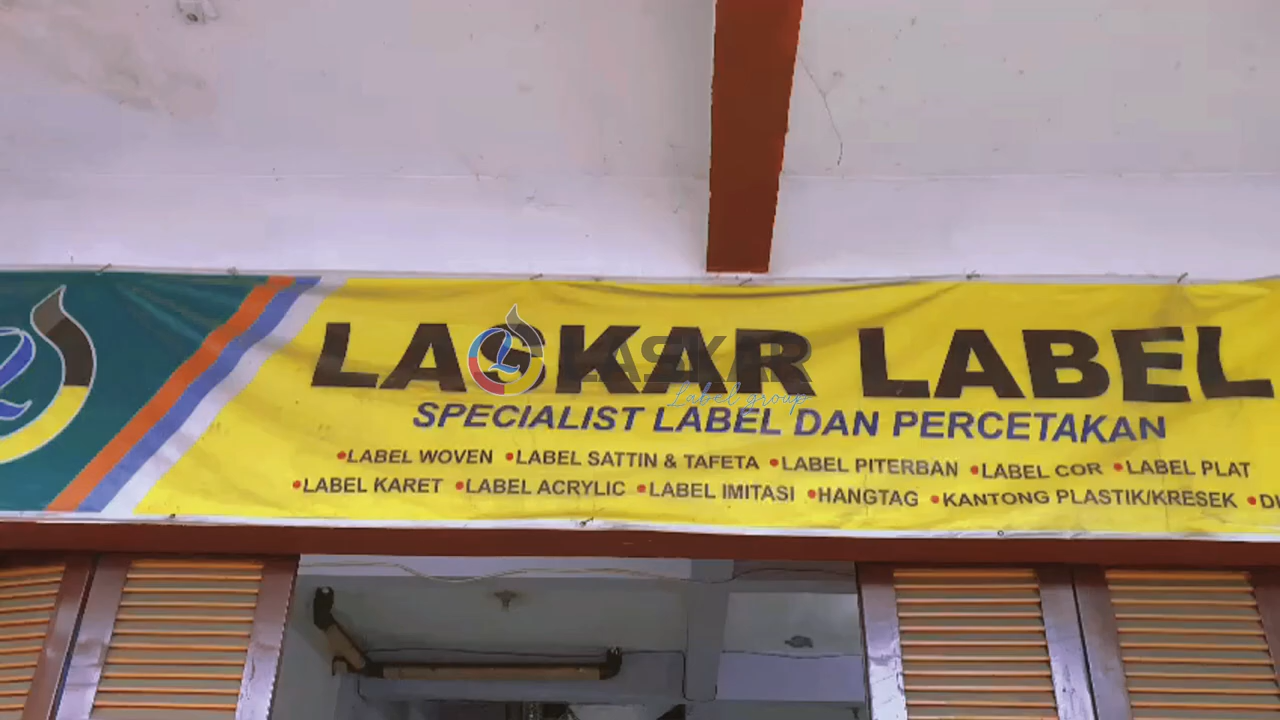 LASKAR LABEL
LASKAR
Label group
SPECIALIST LABEL DAN PERCETAKAN
•LABEL WOVEN •LABEL SATTIN & TAFETA •LABEL PITERBAN •LABEL COR •LABEL PLAT
•LABEL KARET •LABEL ACRYLIC •LABEL IMITASI •HANGTAG •KANTONG PLASTIK/KRESEK